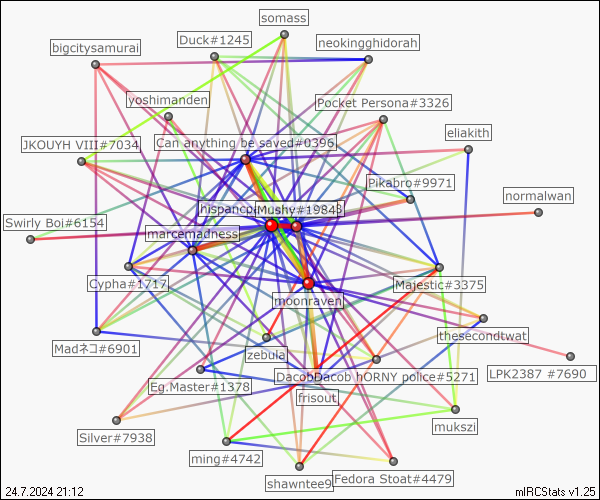 somass
Duck#1245
neokingghidorah
bigcitysamurai
yoshimanden
Pocket Persona#3326
eliakith
JKOUYH VIII#7034
Can anything be saved#0396
Pikabro#9971
normalwan
Mushy#1984
Swirly Boi#6154
marcemadness
Cypha#1717
Majestic#3375
moonraven
thesecondtwat
Madネコ#6901
zebula
LPK2387 #7690
Eg.Master#1378
DacobDacob hORNY police#5271
frisout
mukszi
Silver#7938
ming#4742
shawntee9
Fedora Stoat#4479
24.7.2024 21:12
mIRCStats v1.25